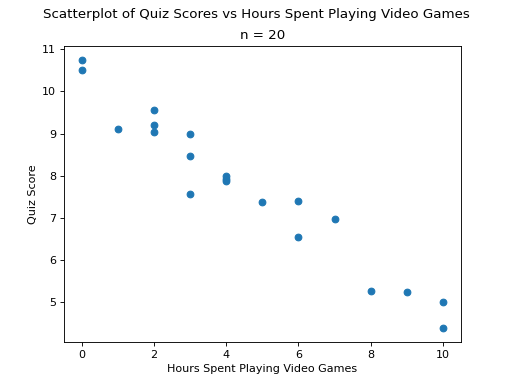 Scatterplot of Quiz Scores vs Hours Spent Playing Video Games
n = 20
11
10
9
8
7
6
5
Quiz Score
0 2 4 6 8 10
Hours Spent Playing Video Games